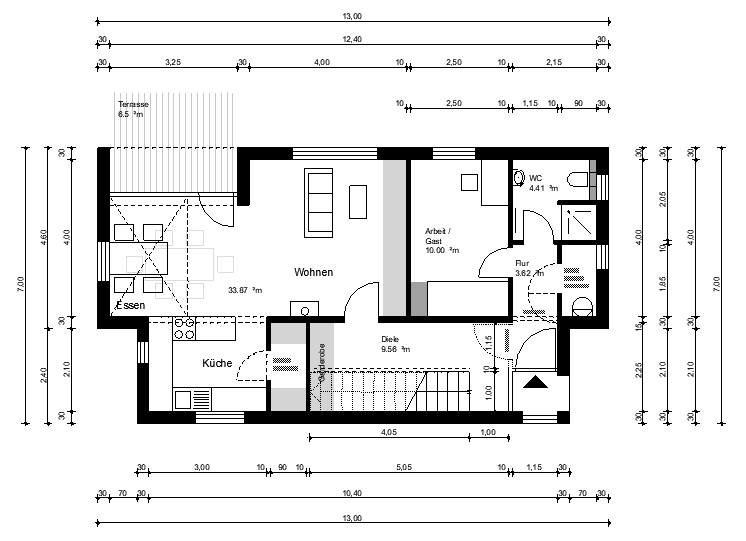 13,00
30 12,40 30
30 3,25 30 4,00 10 2,50 10 2,15 30
10 2,50 10 1,15 10 90 30
Terrasse
6.5 ²m
WC
4.41 ²m
Arbeit /
Gast
10.00 ²m
Flur
3.62 ²m
Wohnen
33.87 ²m
Essen
Küche
Garderobe
Diele
9.56 ²m
1,15
10
1,00
7,00
4,60
2,40
30
4,00
30
2,10
30
30
4,00
15
2,25
30
30
2,05
10
1,85
30
2,10
30
30
4,00
30
2,10
30
7,00
4,05 1,00
30 3,00 10 90 10 5,05 10 1,15 30
30 70 30 10,40 30 70 30
13,00